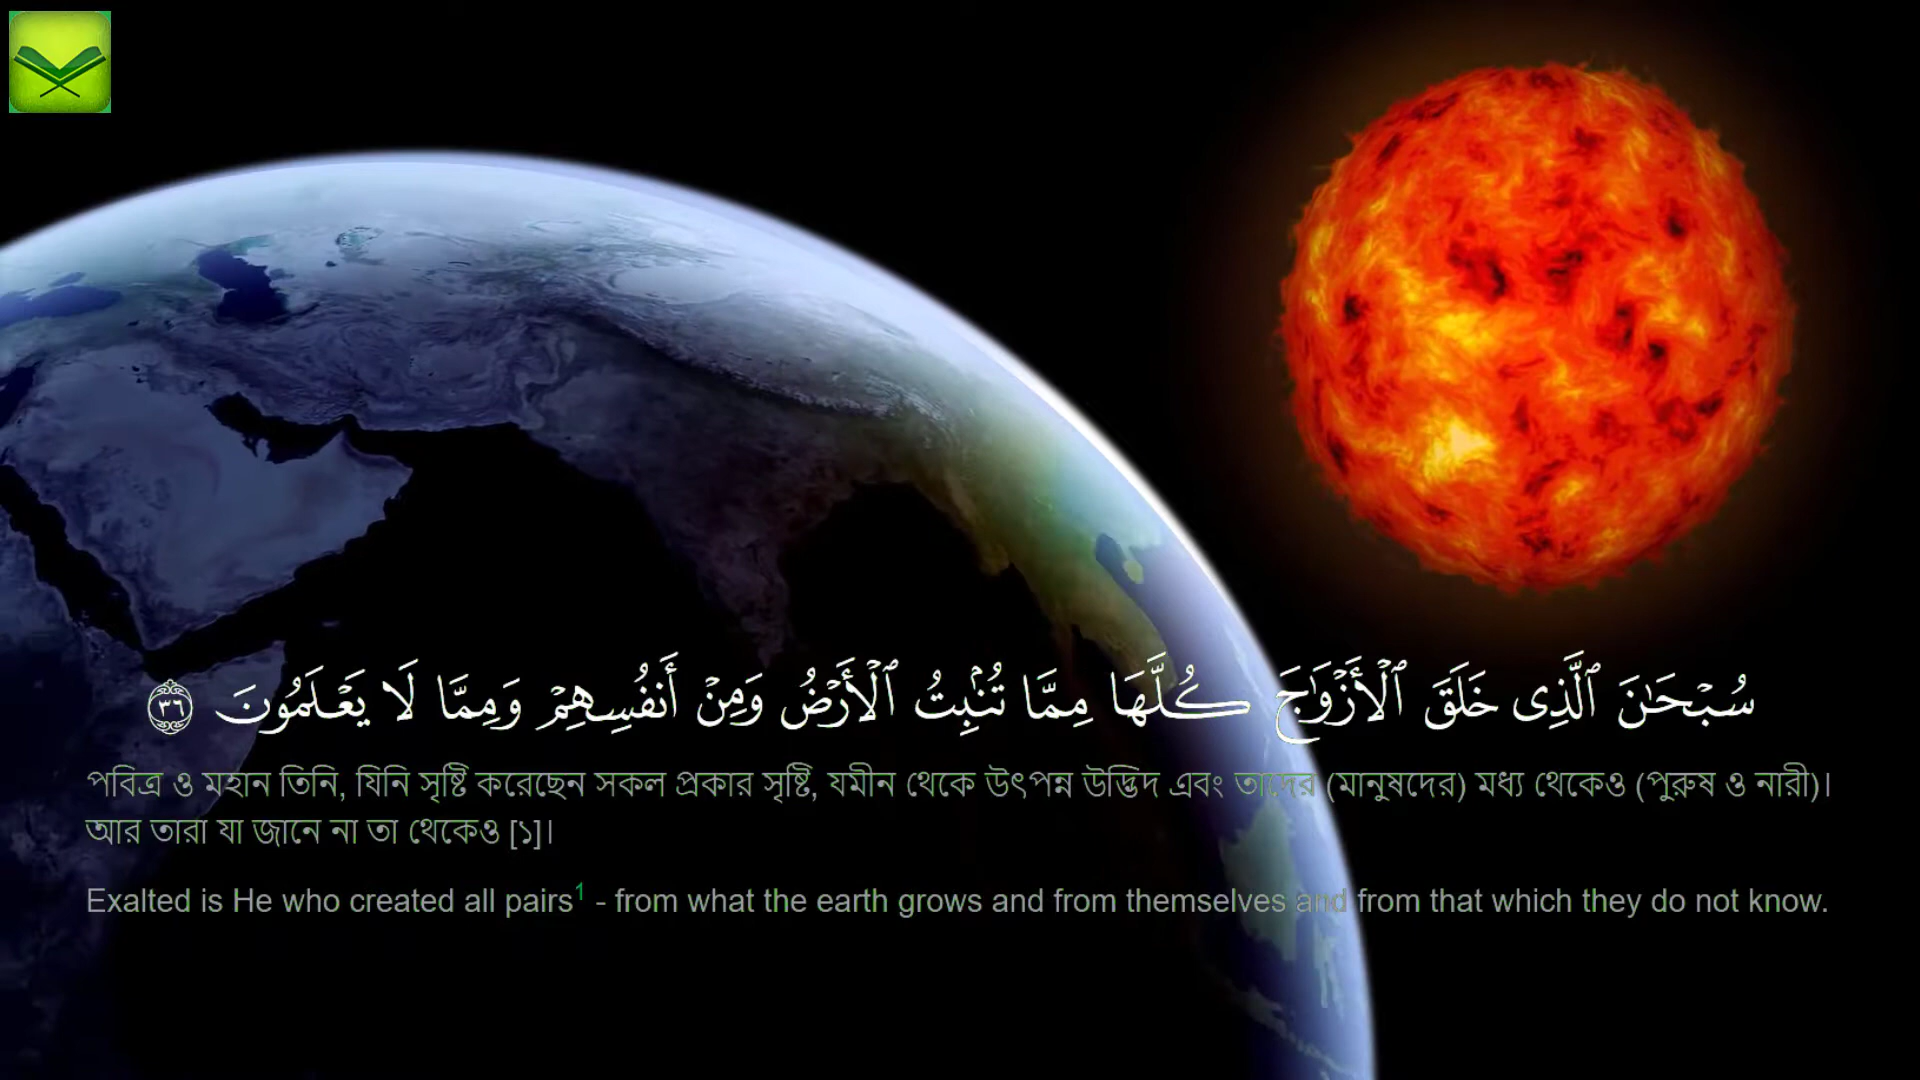 سُبْحَـٰنَ ٱلَّذِى خَلَقَ ٱلْأَزْوَٰجَ كُلَّهَا مِمَّا تُنۢبِتُ ٱلْأَرْضُ وَمِنْ أَنفُسِهِمْ وَمِمَّا لَا يَعْلَمُونَ ٣٦
পবিত্র ও মহান তিনি, যিনি সৃষ্টি করেছেন সকল প্রকার সৃষ্টি, যমীন থেকে উৎপন্ন উদ্ভিদ এবং তাদের (মানুষদের) মধ্য থেকেও (পুরুষ ও নারী)।
আর তারা যা জানে না তা থেকেও [১]।
Exalted is He who created all pairs¹ - from what the earth grows and from themselves and from that which they do not know.